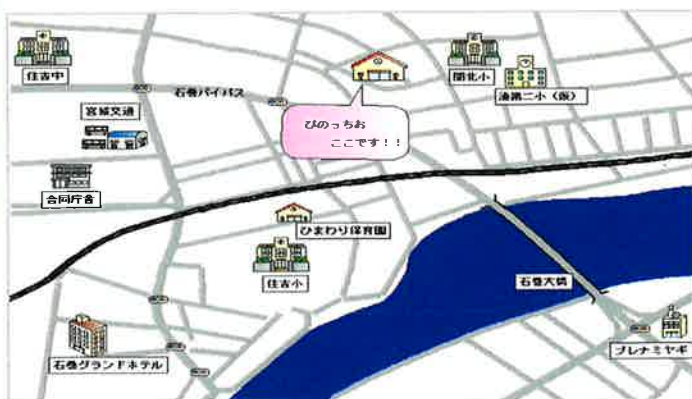 住吉中
開北小
湊第二小（仮）
石巻バイパス
宮城交通
ぴのっちお
ここです！！
合同庁舎
ひまわり保育園
住吉小
石巻大橋
プレナミヤギ
石巻グランドホテル